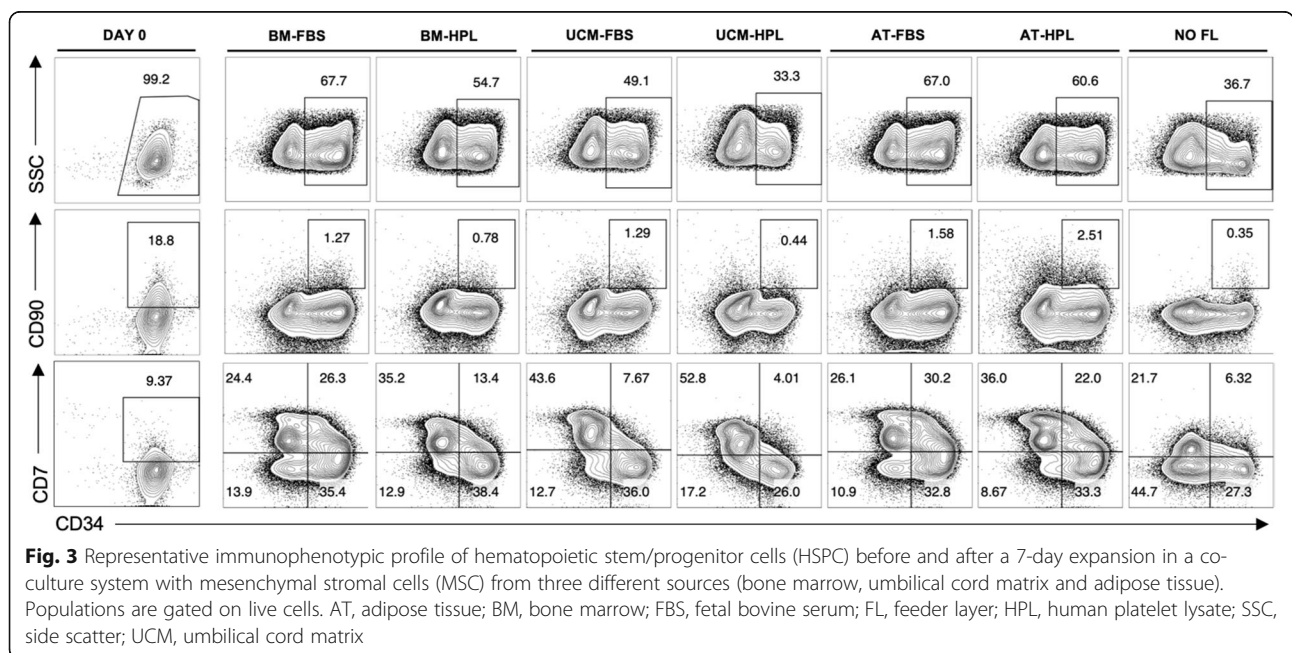 DAY 0 BM-FBS BM-HPL UCM-FBS UCM-HPL AT-FBS AT-HPL NO FL
SSC 99.2 67.7 54.7 49.1 33.3 67.0 60.6 36.7
CD90 18.8 1.27 0.78 1.29 0.44 1.58 2.51 0.35
CD7 9.37 24.4 26.3 35.2 13.4 43.6 7.67 52.8 4.01 26.1 30.2 36.0 22.0 21.7 6.32
13.9 35.4 12.9 38.4 12.7 36.0 17.2 26.0 10.9 32.8 8.67 33.3 44.7 27.3
CD34
Fig. 3 Representative immunophenotypic profile of hematopoietic stem/progenitor cells (HSPC) before and after a 7-day expansion in a co-
culture system with mesenchymal stromal cells (MSC) from three different sources (bone marrow, umbilical cord matrix and adipose tissue).
Populations are gated on live cells. AT, adipose tissue; BM, bone marrow; FBS, fetal bovine serum; FL, feeder layer; HPL, human platelet lysate; SSC,
side scatter; UCM, umbilical cord matrix